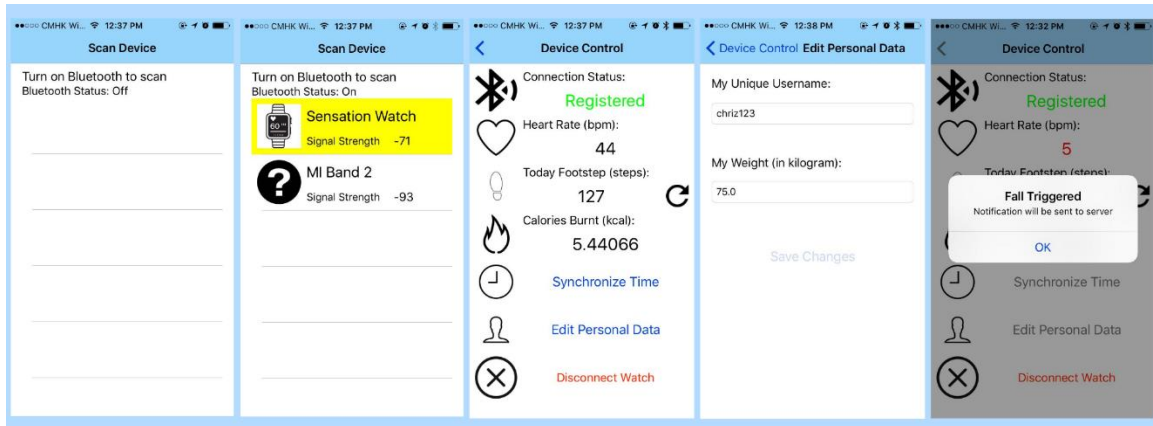 CMHK Wi... 12:37 PM
Scan Device
Turn on Bluetooth to scan
Bluetooth Status: Off
CMHK Wi... 12:37 PM
Scan Device
Turn on Bluetooth to scan
Bluetooth Status: On
60
Sensation Watch
Signal Strength -71
?
MI Band 2
Signal Strength -93
CMHK Wi... 12:37 PM
Device Control
Connection Status:
Registered
Heart Rate (bpm):
44
Today Footstep (steps):
127
Calories Burnt (kcal):
5.44066
Synchronize Time
Edit Personal Data
Disconnect Watch
CMHK Wi... 12:38 PM
Device Control Edit Personal Data
My Unique Username:
chriz123
My Weight (in kilogram):
75.0
Save Changes
CMHK Wi... 12:32 PM
Device Control
Connection Status:
Registered
Heart Rate (bpm):
5
Today Footstep (steps):
Fall Triggered
Notification will be sent to server
OK
Synchronize Time
Edit Personal Data
Disconnect Watch